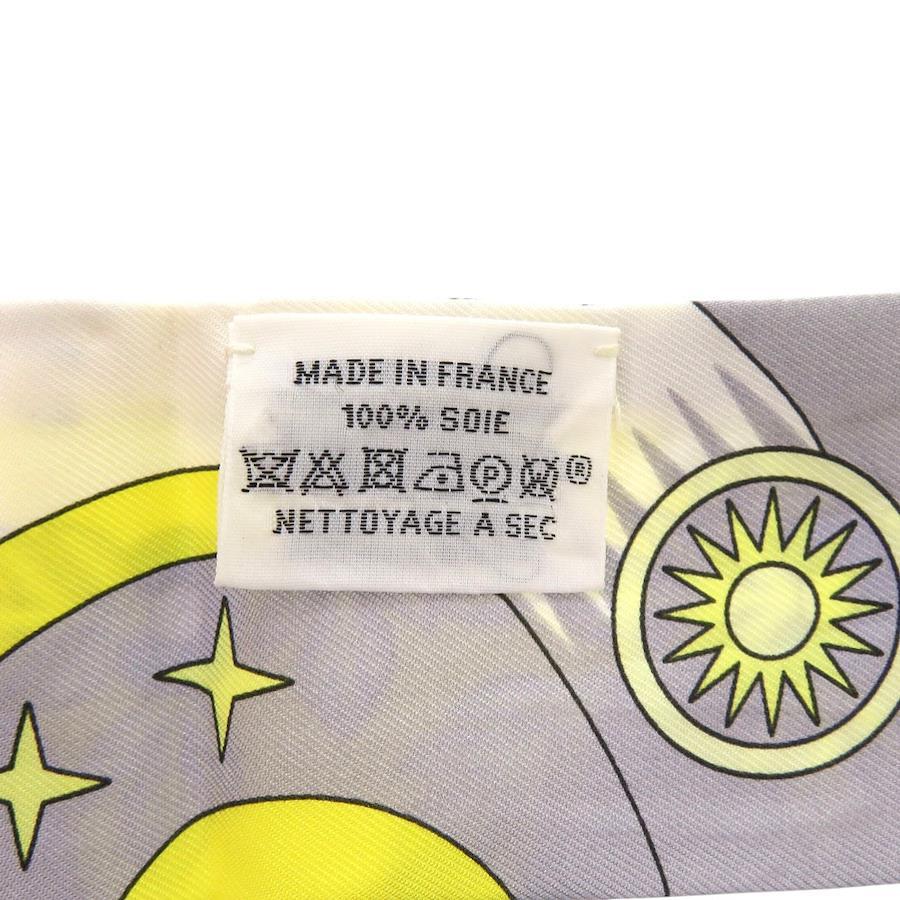 MADE IN FRANCE
100% SOIE
®
NETTOYAGE A SEC